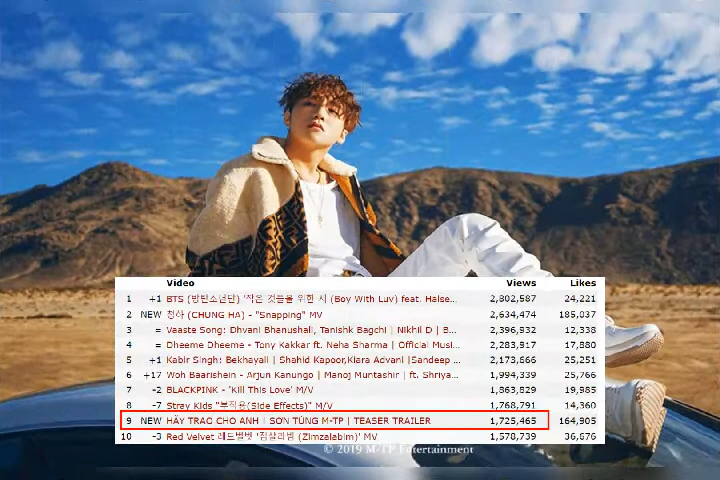 Video Views Likes
1 +1 BTS (방탄소년단) '작은 것들을 위한 시 (Boy With Luv) feat. Halse... 2,802,587 24,221
2 NEW 청하 (CHUNG HA) - "Snapping" MV 2,634,474 185,037
3 = Vaaste Song: Dhvani Bhanushali, Tanishk Bagchi | Nikhil D | B... 2,396,932 12,338
4 = Dheeme Dheeme - Tony Kakkar ft. Neha Sharma | Official Musi... 2,283,917 17,880
5 +1 Kabir Singh: Bekhayali | Shahid Kapoor,Kiara Advani |Sandeep ... 2,173,666 25,251
6 +17 Woh Baarishein - Arjun Kanungo | Manoj Muntashir | ft. Shriya... 1,994,339 25,766
7 -2 BLACKPINK - 'Kill This Love' M/V 1,863,829 19,985
8 -7 Stray Kids "부작용(Side Effects)" M/V 1,768,791 14,360
9 NEW HÃY TRAO CHO ANH | SƠN TÙNG M-TP | TEASER TRAILER 1,725,465 164,905
10 -3 Red Velvet 레드벨벳 '짐살라빔 (Zimzalabim)' MV 1,578,739 36,676
© 2019 M-TP Entertainment